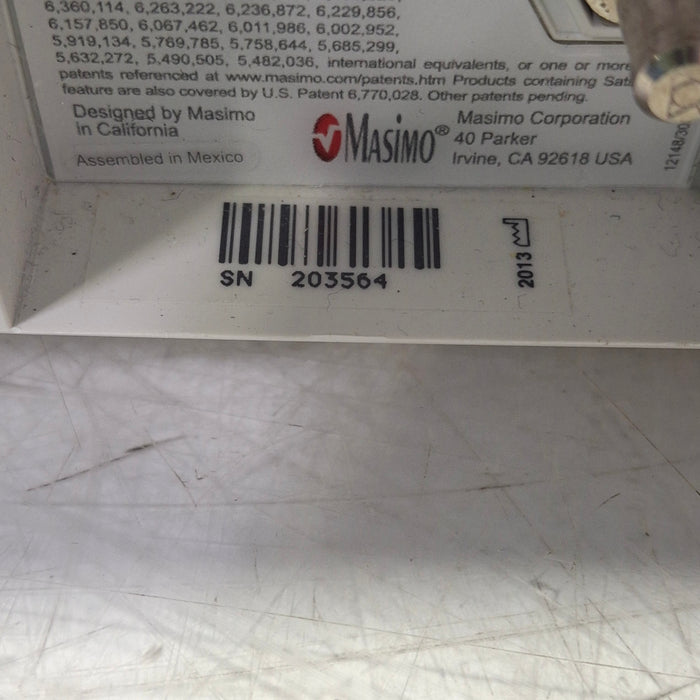 6,360,114, 6,263,222, 6,236,872, 6,229,856,
6,157,850, 6,067,462, 6,011,986, 6,002,952,
5,919,134, 5,769,785, 5,758,644, 5,685,299,
5,632,272, 5,490,505, 5,482,036, international equivalents, or one or more
patents referenced at www.masimo.com/patents.htm Products containing Sat
feature are also covered by U.S. Patent 6,770,028. Other patents pending.
Designed by Masimo
in California
Assembled in Mexico
MASIMO®
Masimo Corporation
40 Parker
Irvine, CA 92618 USA
12148/
SN 203564
2013